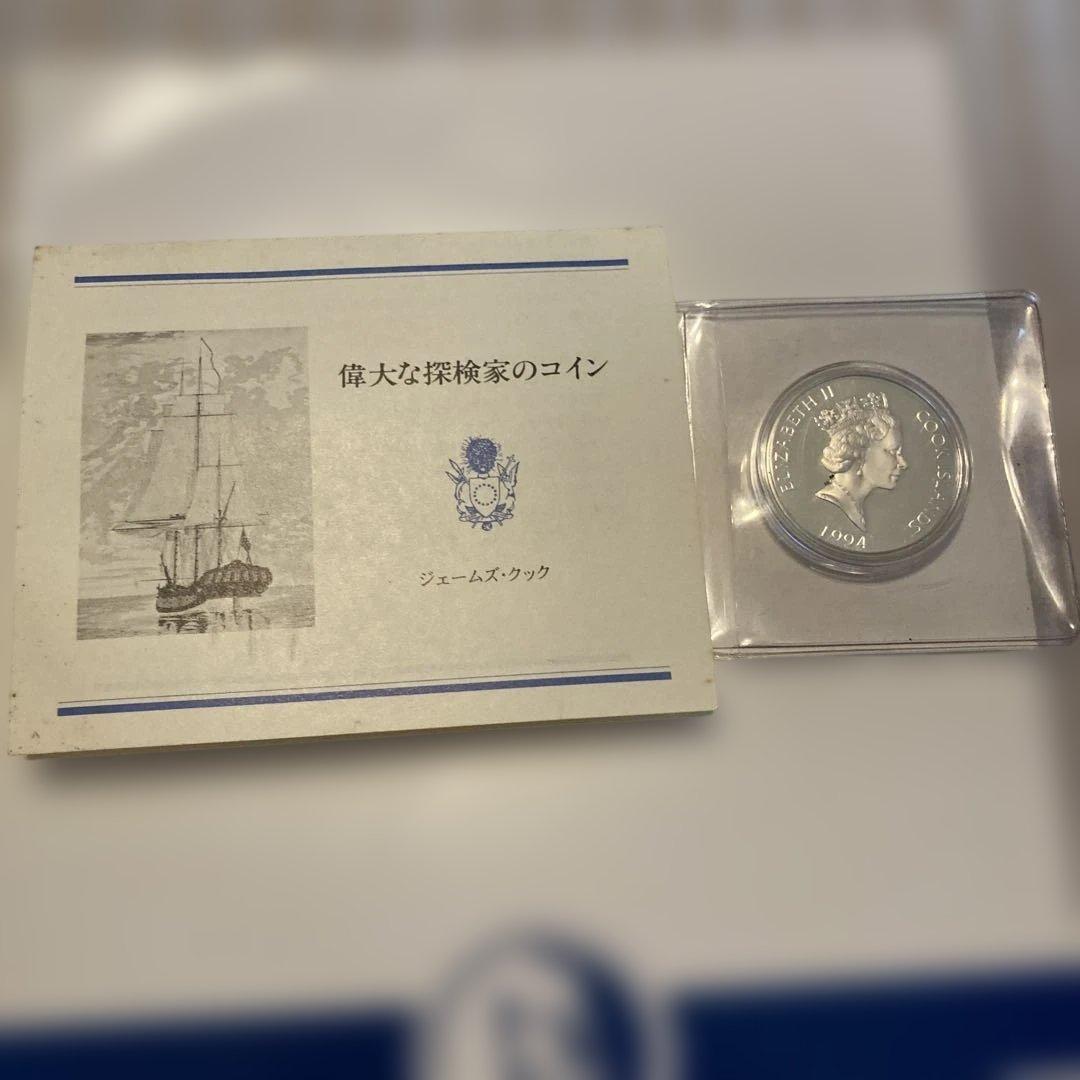 偉大な探検家のコイン
ジェームズ・クック
ELIZABETH II
COOK ISLANDS
1994